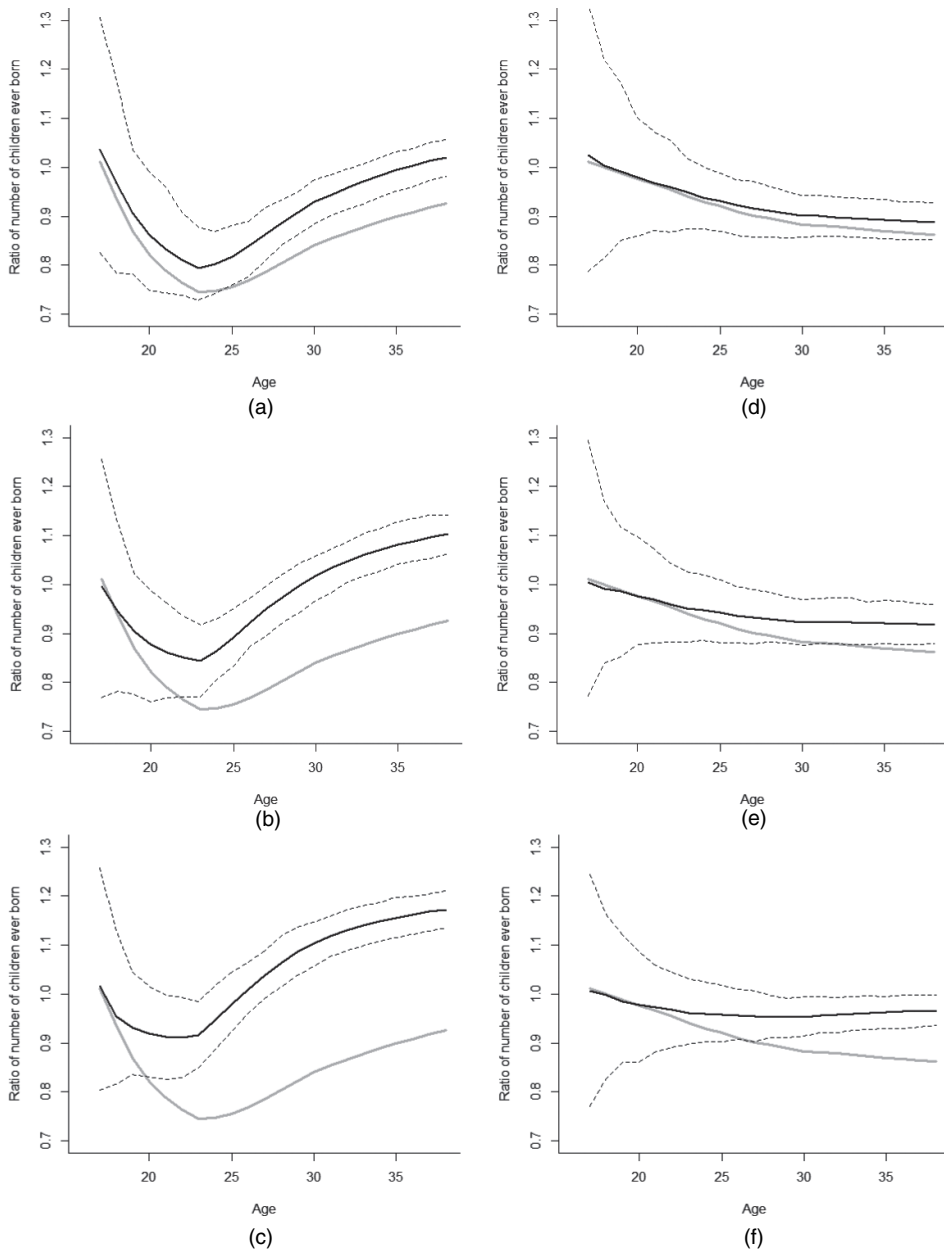 Ratio of number of children ever born
0.7 0.8 0.9 1.0 1.1 1.2 1.3
20 25 30 35
Age
(a)
Ratio of number of children ever born
0.7 0.8 0.9 1.0 1.1 1.2 1.3
20 25 30 35
Age
(d)
Ratio of number of children ever born
0.7 0.8 0.9 1.0 1.1 1.2 1.3
20 25 30 35
Age
(b)
Ratio of number of children ever born
0.7 0.8 0.9 1.0 1.1 1.2 1.3
20 25 30 35
Age
(e)
Ratio of number of children ever born
0.7 0.8 0.9 1.0 1.1 1.2 1.3
20 25 30 35
Age
(c)
Ratio of number of children ever born
0.7 0.8 0.9 1.0 1.1 1.2 1.3
20 25 30 35
Age
(f)